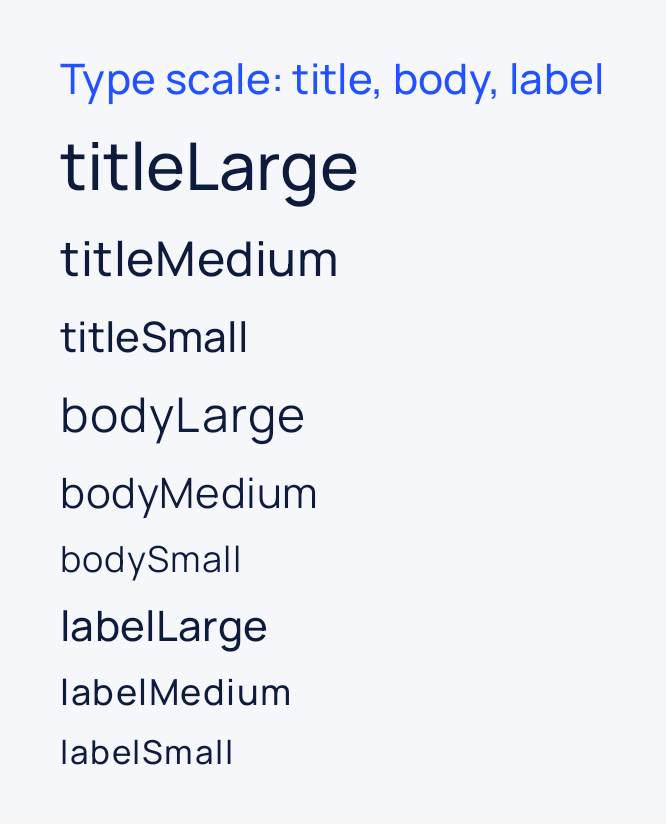 Type scale: title, body, label
titleLarge
titleMedium
titleSmall
bodyLarge
bodyMedium
bodySmall
labelLarge
labelMedium
labelSmall